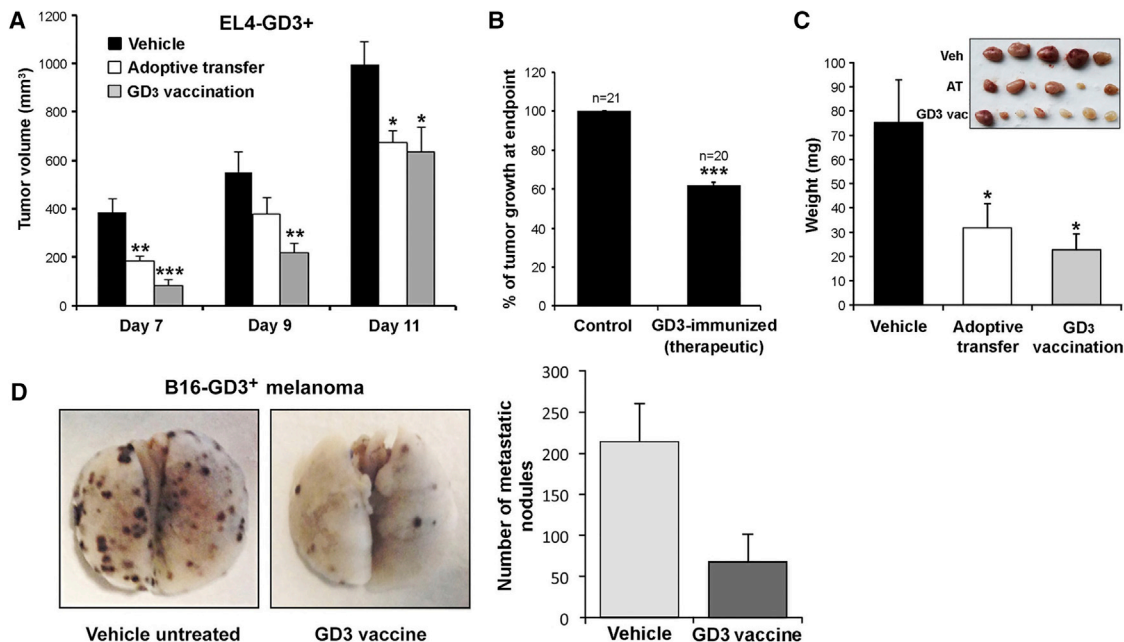 A
EL4-GD3+
Vehicle
Adoptive transfer
GD3 vaccination
Tumor volume (mm³)
1200
1000
800
600
400
200
0
**
***
**
*
*
Day 7
Day 9
Day 11
B
% of tumor growth at endpoint
120
100
80
60
40
20
0
n=21
n=20
***
Control
GD3-immunized
(therapeutic)
C
Weight (mg)
100
90
80
70
60
50
40
30
20
10
0
Veh
AT
GD3 vac
*
*
Vehicle
Adoptive
transfer
GD3
vaccination
D
B16-GD3⁺ melanoma
Vehicle untreated
GD3 vaccine
Number of metastatic
nodules
300
250
200
150
100
50
0
Vehicle
GD3 vaccine